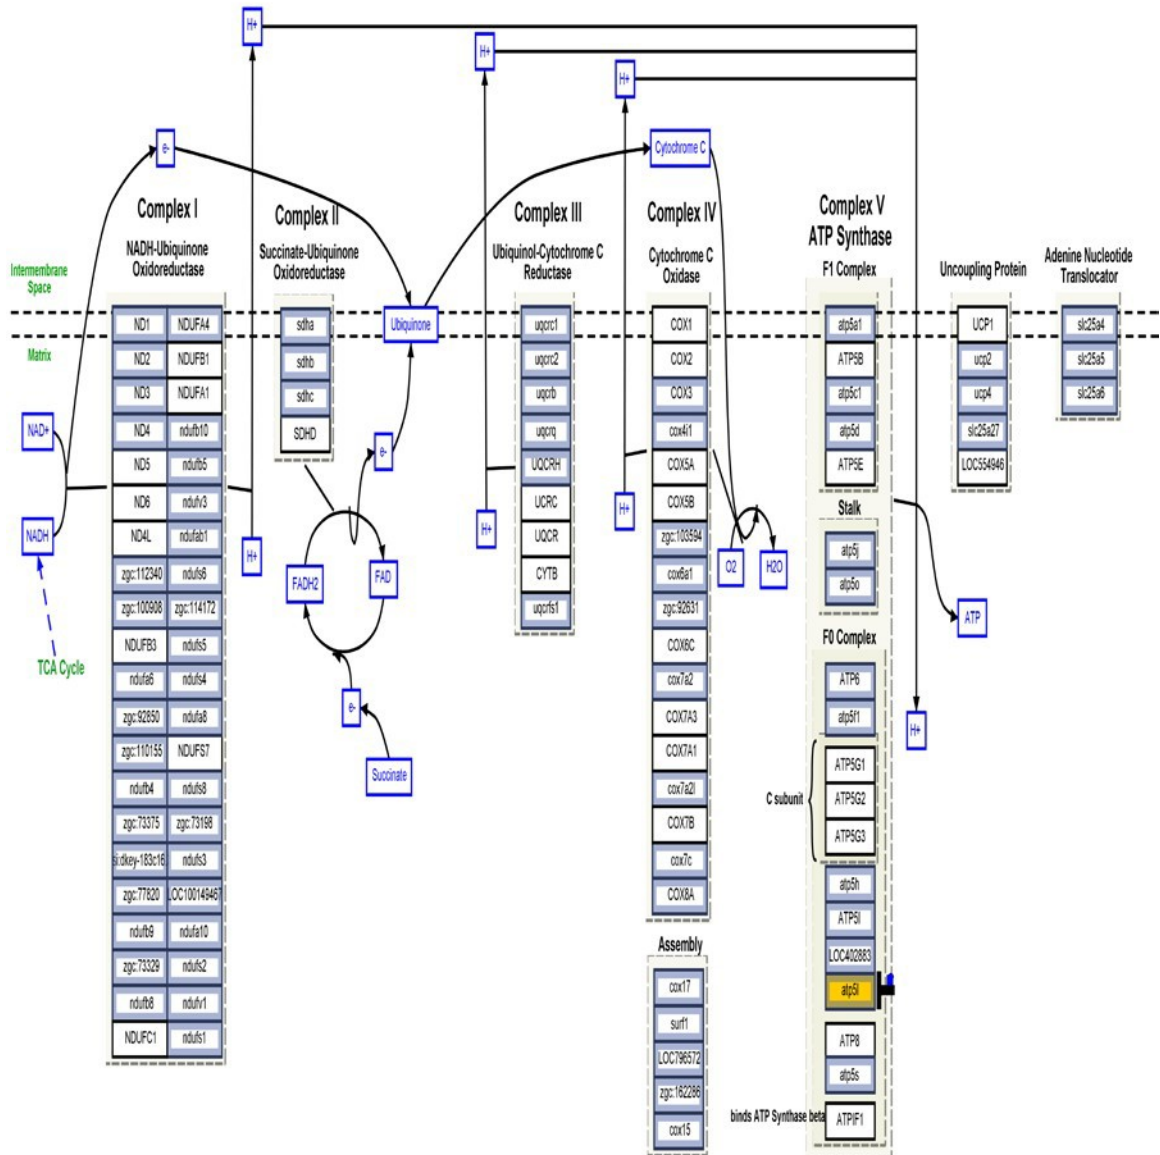 H+
H+
H+
e-
Cytochrome C
Complex I
NADH-Ubiquinone
Oxidoreductase
Complex II
Succinate-Ubiquinone
Oxidoreductase
Complex III
Ubiquinol-Cytochrome C
Reductase
Complex IV
Cytochrome C
Oxidase
Complex V
ATP Synthase
F1 Complex
Uncoupling Protein
Adenine Nucleotide
Translocator
Intermembrane
Space
Matrix
NAD+
NADH
TCA Cycle
ND1 NDUFA4
ND2 NDUFB1
ND3 NDUFA1
ND4 ndufb10
ND5 ndufb5
ND6 ndufv3
ND4L ndufab1
zgc:112340 ndufs6
zgc:100908 zgc:114172
NDUFB3 ndufs5
ndufa6 ndufs4
zgc:92850 ndufa8
zgc:110155 NDUFS7
ndufb4 ndufs8
zgc:73375 zgc:73198
si:dkey-183c16 ndufs3
zgc:77820 LOC100149467
ndufb9 ndufa10
zgc:73329 ndufs2
ndufb8 ndufv1
NDUFC1 ndufs1
H+
sdha
sdhb
sdhc
SDHD
Ubiquinone
e-
FADH2
FAD
e-
Succinate
uqcrc1
uqcrc2
uqcrb
uqcrq
UQCRH
UCRC
UQCR
CYTB
uqcrfs1
H+
COX1
COX2
COX3
cox4i1
COX5A
COX5B
zgc:103594
cox6a1
zgc:92631
COX6C
cox7a2
COX7A3
COX7A1
cox7a2l
COX7B
cox7c
COX8A
H+
O2
H2O
Assembly
cox17
surf1
LOC796572
zgc:162286
cox15
atp5a1
ATP5B
atp5c1
atp5d
ATP5E
Stalk
atp5j
atp5o
F0 Complex
ATP6
atp5f1
C subunit
ATP5G1
ATP5G2
ATP5G3
atp5h
ATP5I
LOC402883
atp5l
ATP8
atp5s
binds ATP Synthase beta
ATPIF1
UCP1
ucp2
ucp4
slc25a27
LOC554946
slc25a4
slc25a5
slc25a6
ATP
H+